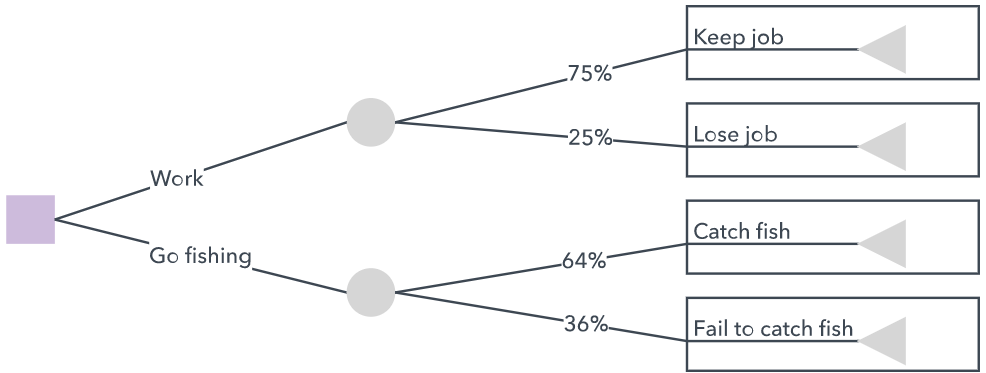 Keep job
75%
25%
Lose job
Work
Go fishing
Catch fish
64%
36%
Fail to catch fish